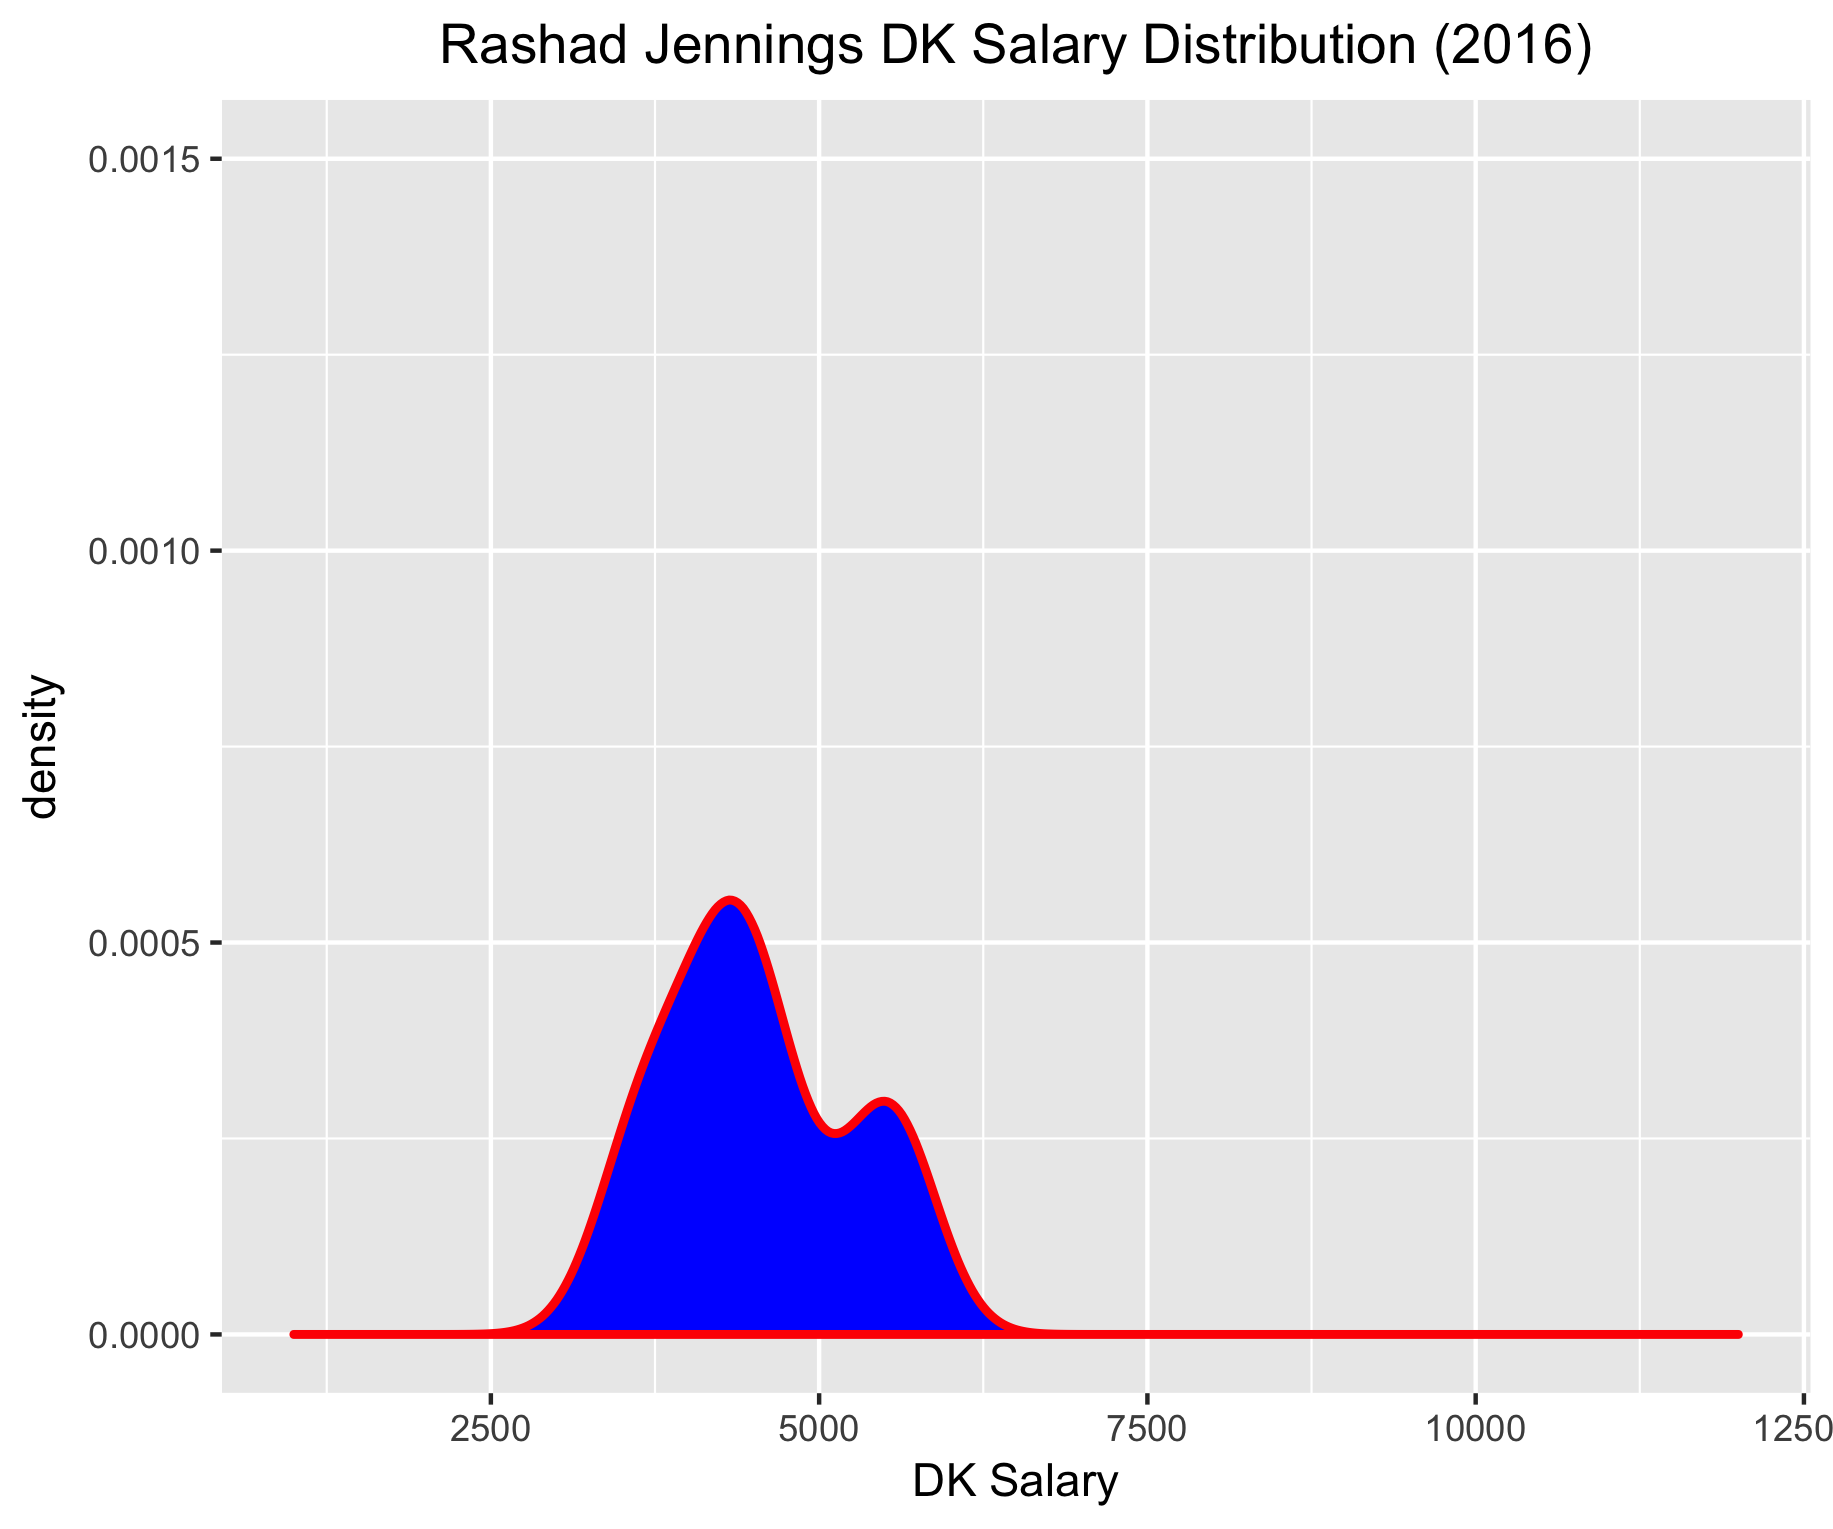 Rashad Jennings DK Salary Distribution (2016)
0.0015
0.0010
0.0005
0.0000
density
2500 5000 7500 10000 1250
DK Salary